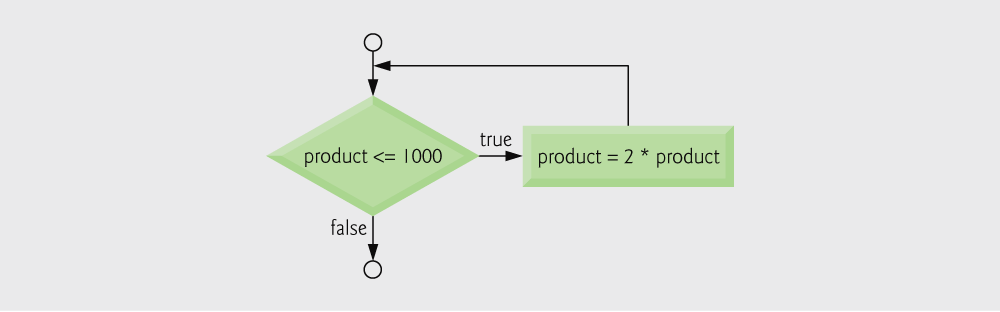 product <= 1000
true
product = 2 * product
false